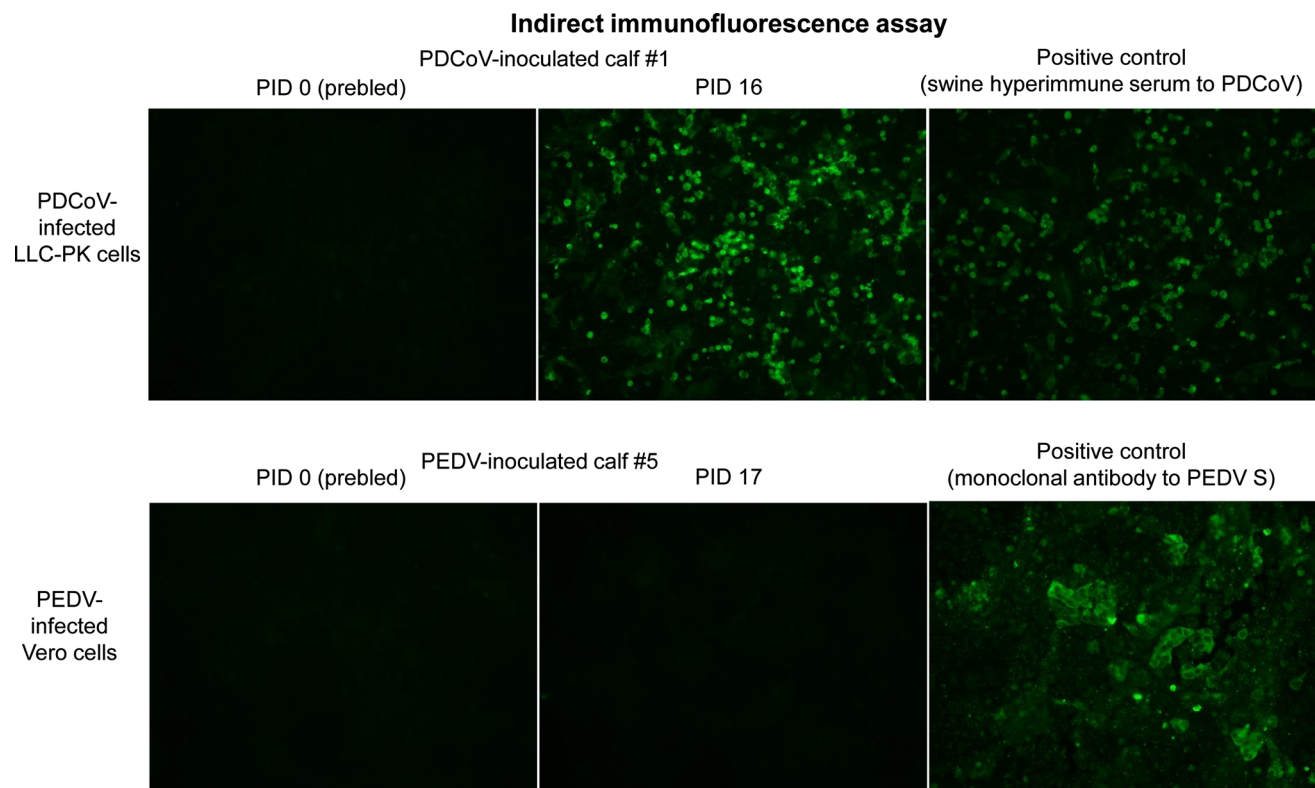 Indirect immunofluorescence assay
PDCoV-inoculated calf #1
PID 0 (prebled)
PID 16
Positive control
(swine hyperimmune serum to PDCoV)
PDCoV-
infected
LLC-PK cells
PEDV-inoculated calf #5
PID 0 (prebled)
PID 17
Positive control
(monoclonal antibody to PEDV S)
PEDV-
infected
Vero cells